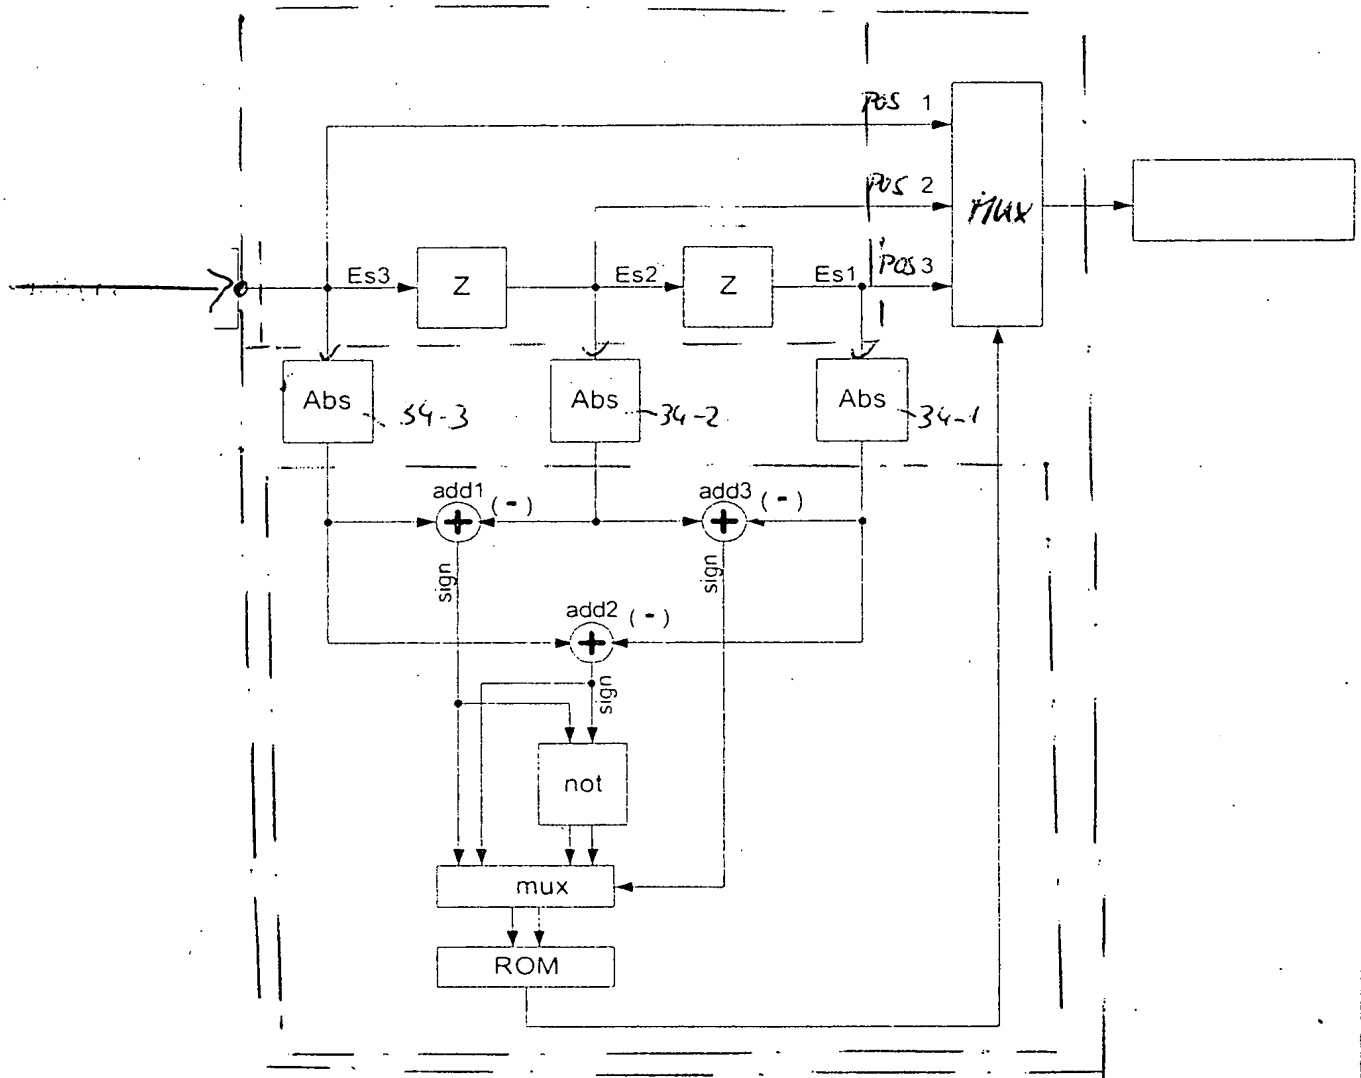 POS 1
POS 2
Mux
Es3
Z
Es2
Z
Es1
POS 3
Abs
34-3
Abs
34-2
Abs
34-1
add1
(-)
add3
(-)
+
+
sign
sign
add2
(-)
+
sign
not
mux
ROM